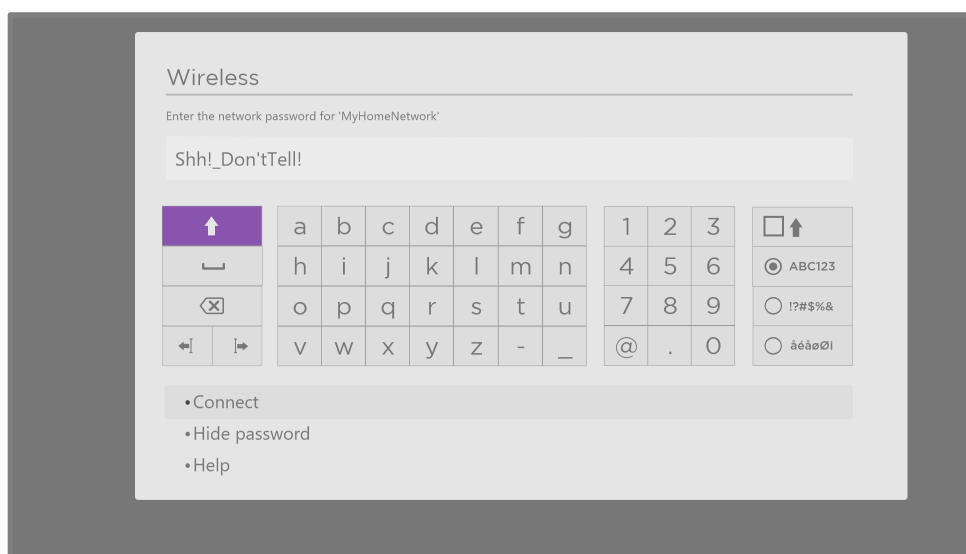 Wireless
Enter the network password for 'MyHomeNetwork'
Shh!_Don'tTell!
a b c d e f g 1 2 3
h i j k l m n 4 5 6 ABC123
o p q r s t u 7 8 9 !?#$%&
v w x y z - _ @ . 0 åéåøØi
•Connect
•Hide password
•Help